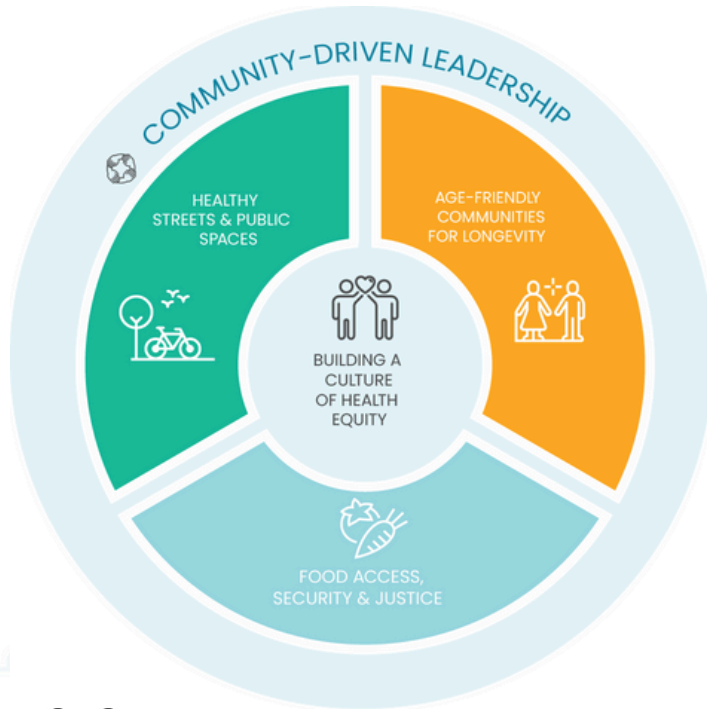 COMMUNITY-DRIVEN LEADERSHIP
HEALTHY
STREETS & PUBLIC
SPACES
AGE-FRIENDLY
COMMUNITIES
FOR LONGEVITY
BUILDING A
CULTURE
OF HEALTH
EQUITY
FOOD ACCESS,
SECURITY & JUSTICE